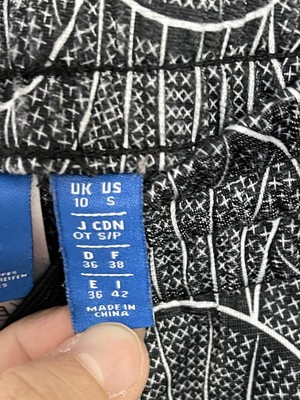 UK US
10 S
J CDN
OT S/P
D F
36 38
E I
36 42
MADE IN
CHINA